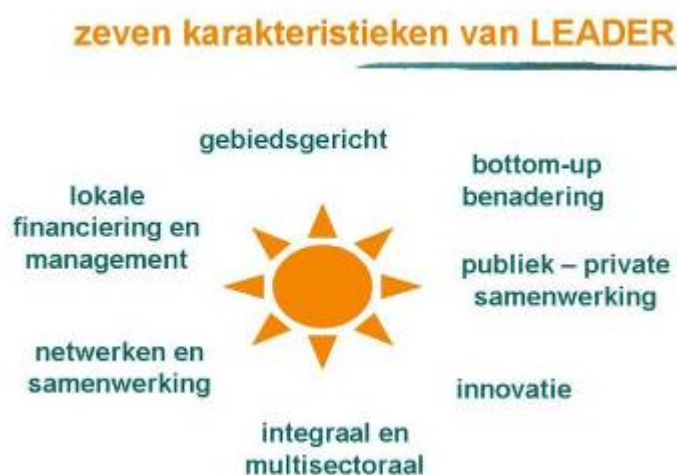 zeven karakteristieken van LEADER
gebiedsgericht
bottom-up
benadering
publiek – private
samenwerking
innovatie
integraal en
multisectoraal
netwerken en
samenwerking
lokale
financiering en
management